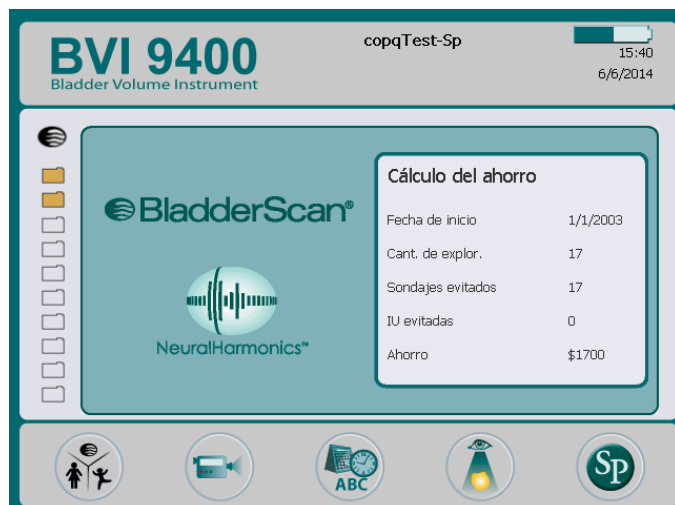 BVI 9400
Bladder Volume Instrument
copqTest-Sp
15:40
6/6/2014
BladderScan®
NeuralHarmonics™
Cálculo del ahorro
Fecha de inicio 1/1/2003
Cant. de explor. 17
Sondajes evitados 17
IU evitadas 0
Ahorro $1700
ABC
Sp